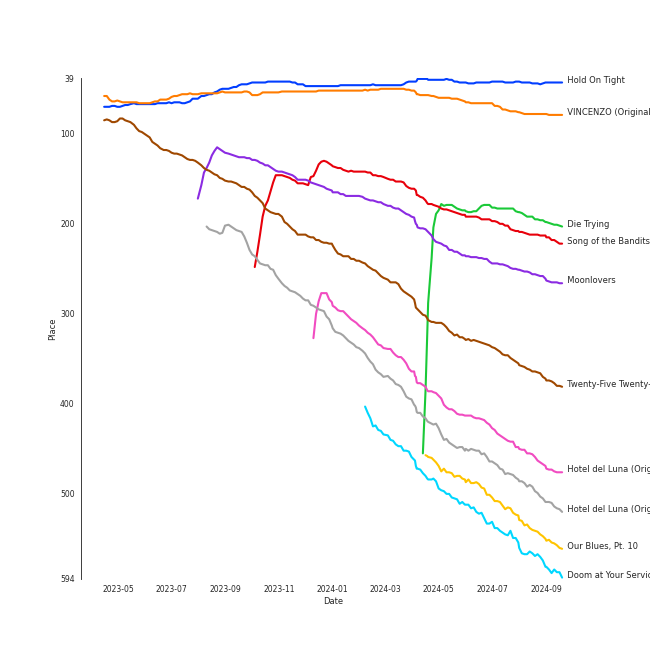 39
Hold On Tight
VINCENZO (Original
100
200
Die Trying
Song of the Bandits
Moonlovers
300
Place
Twenty-Five Twenty-
400
Hotel del Luna (Orig
500
Hotel del Luna (Orig
Our Blues, Pt. 10
594
Doom at Your Servic
2023-05 2023-07 2023-09 2023-11 2024-01 2024-03 2024-05 2024-07 2024-09
Date